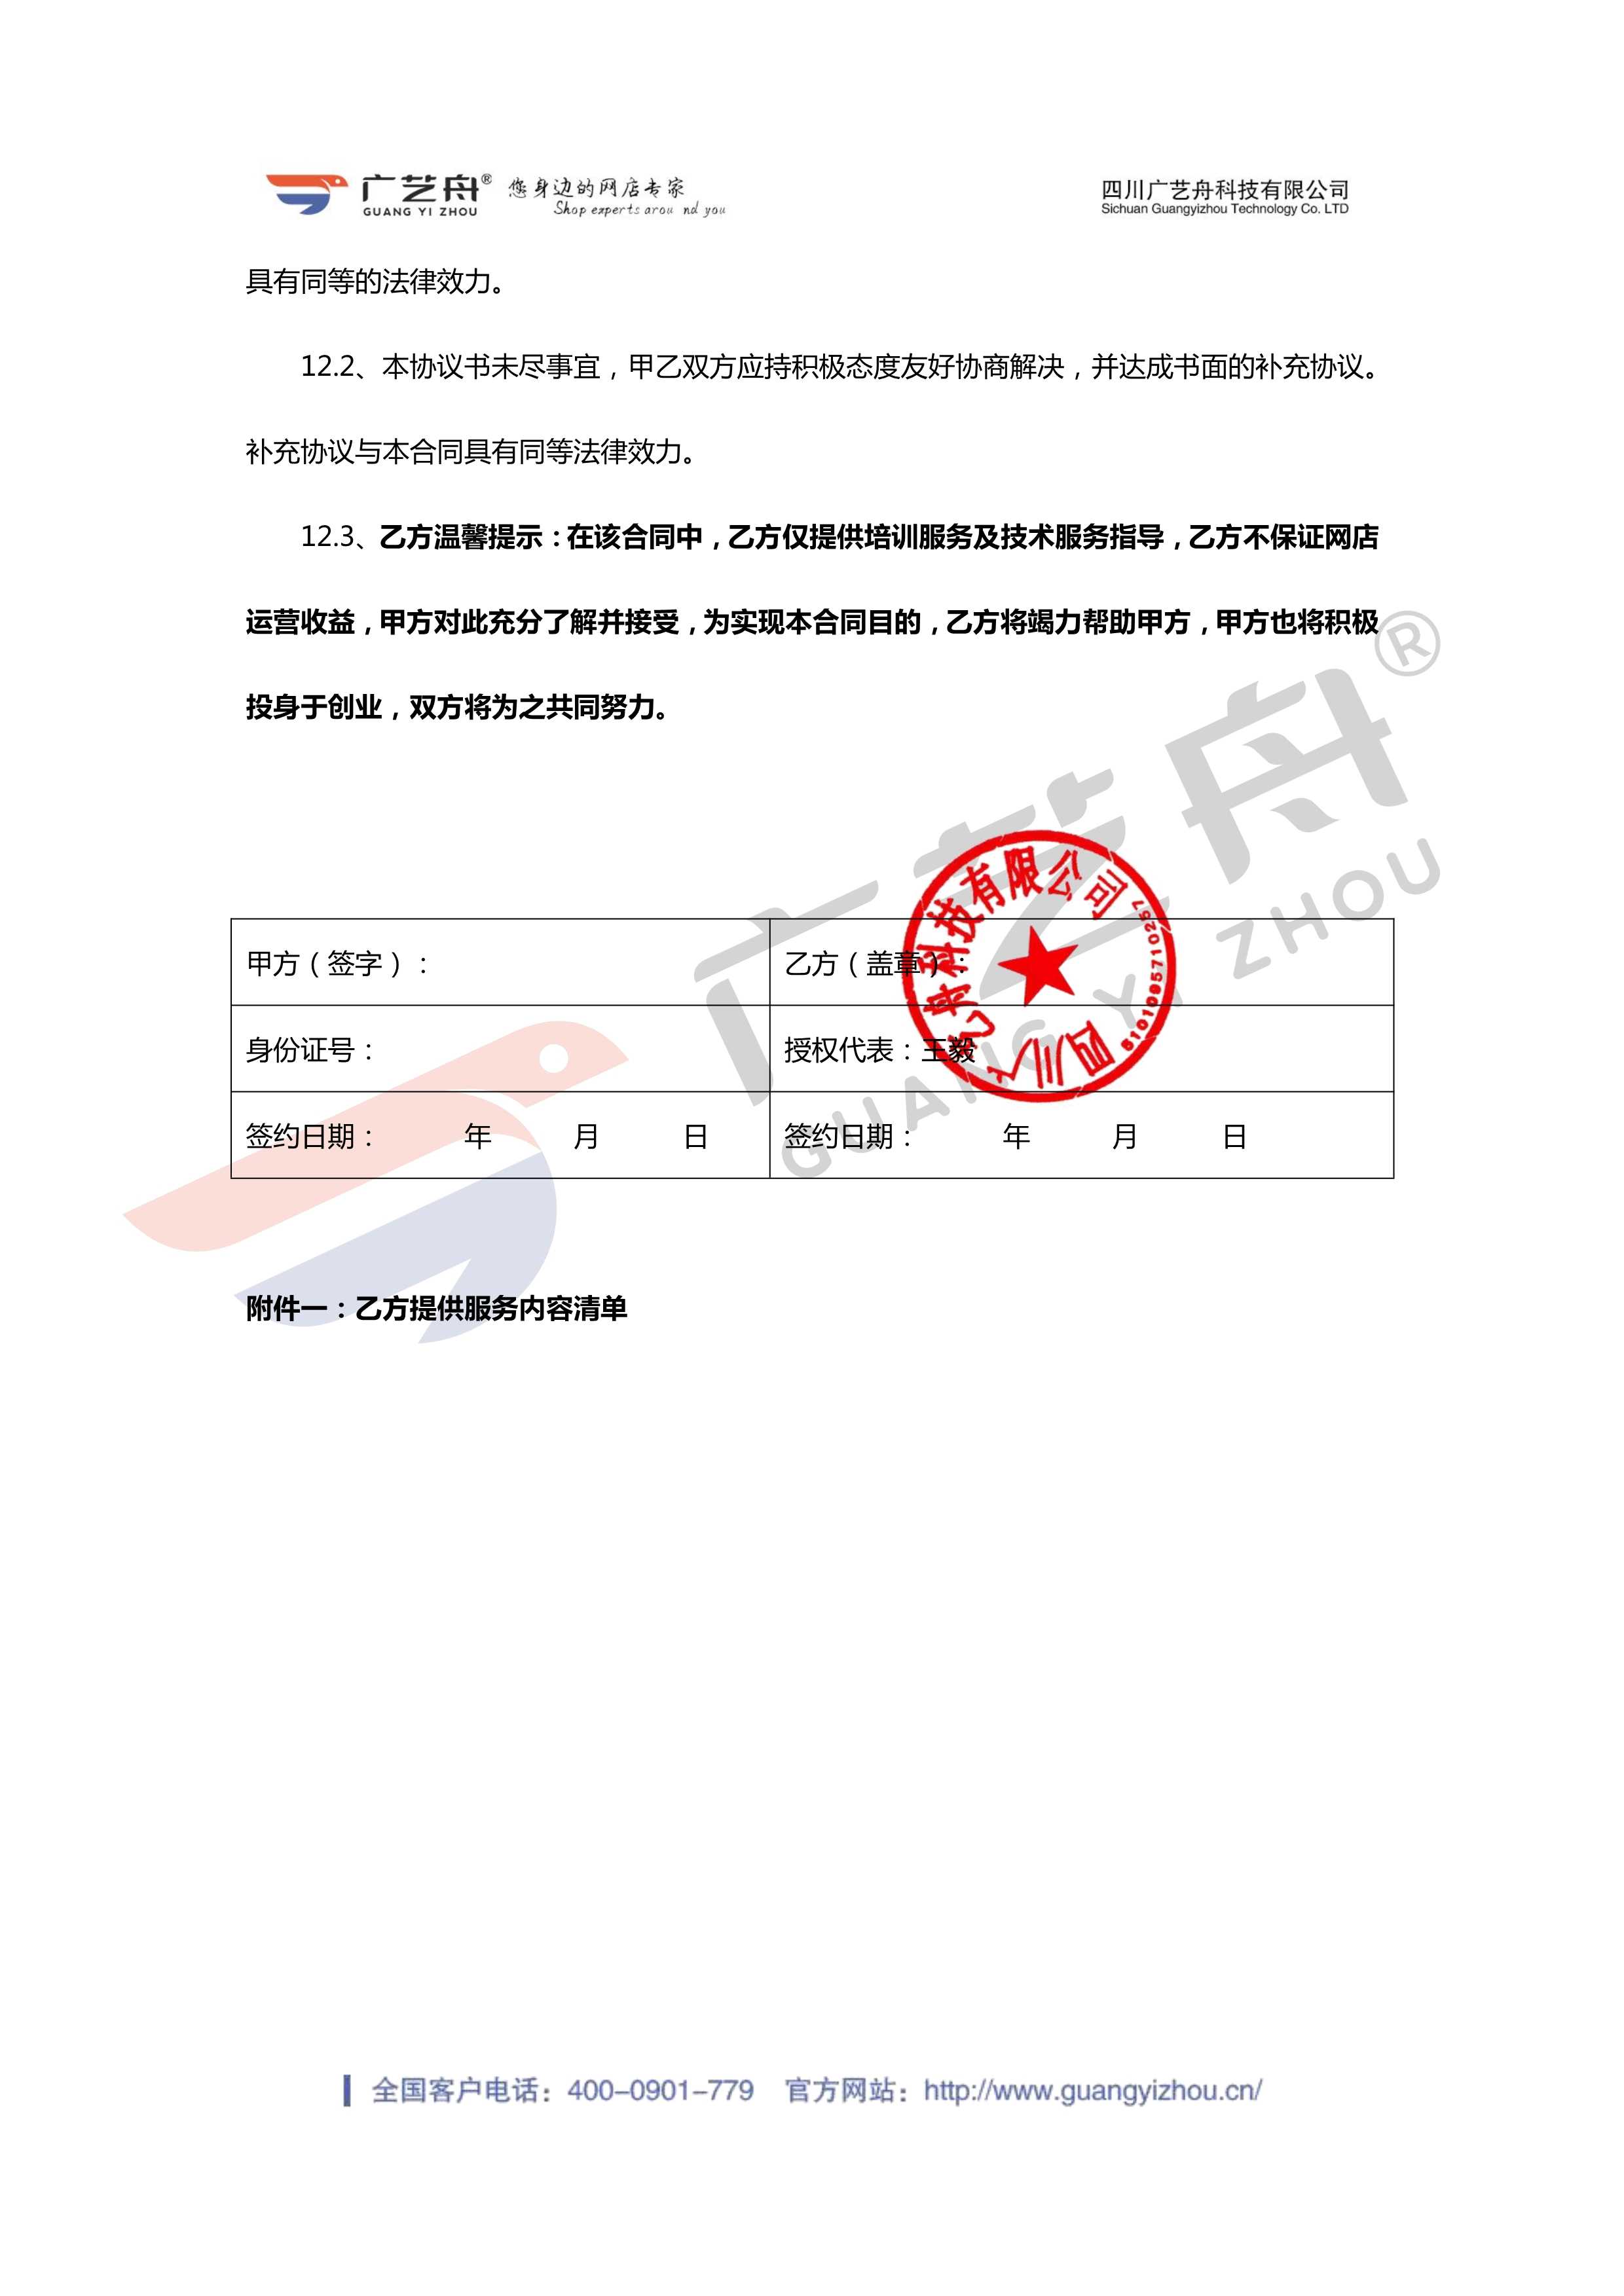 广艺舟® 您身边的网店专家 四川广艺舟科技有限公司
GUANG YI ZHOU Shop experts arou nd you Sichuan Guangyizhou Technology Co. LTD
具有同等的法律效力。
12.2、本协议书未尽事宜，甲乙双方应持积极态度友好协商解决，并达成书面的补充协议。
补充协议与本合同具有同等法律效力。
12.3、乙方温馨提示：在该合同中，乙方仅提供培训服务及技术服务指导，乙方不保证网店
运营收益，甲方对此充分了解并接受，为实现本合同目的，乙方将竭力帮助甲方，甲方也将积极
投身于创业，双方将为之共同努力。
广艺舟®
GUANG YI ZHOU
四川广艺舟科技有限公司
5101095710257
甲方（签字）： 乙方（盖章）：
身份证号： 授权代表：王毅
签约日期： 年 月 日 签约日期： 年 月 日
附件一：乙方提供服务内容清单
全国客户电话：400-0901-779 官方网站：http://www.guangyizhou.cn/